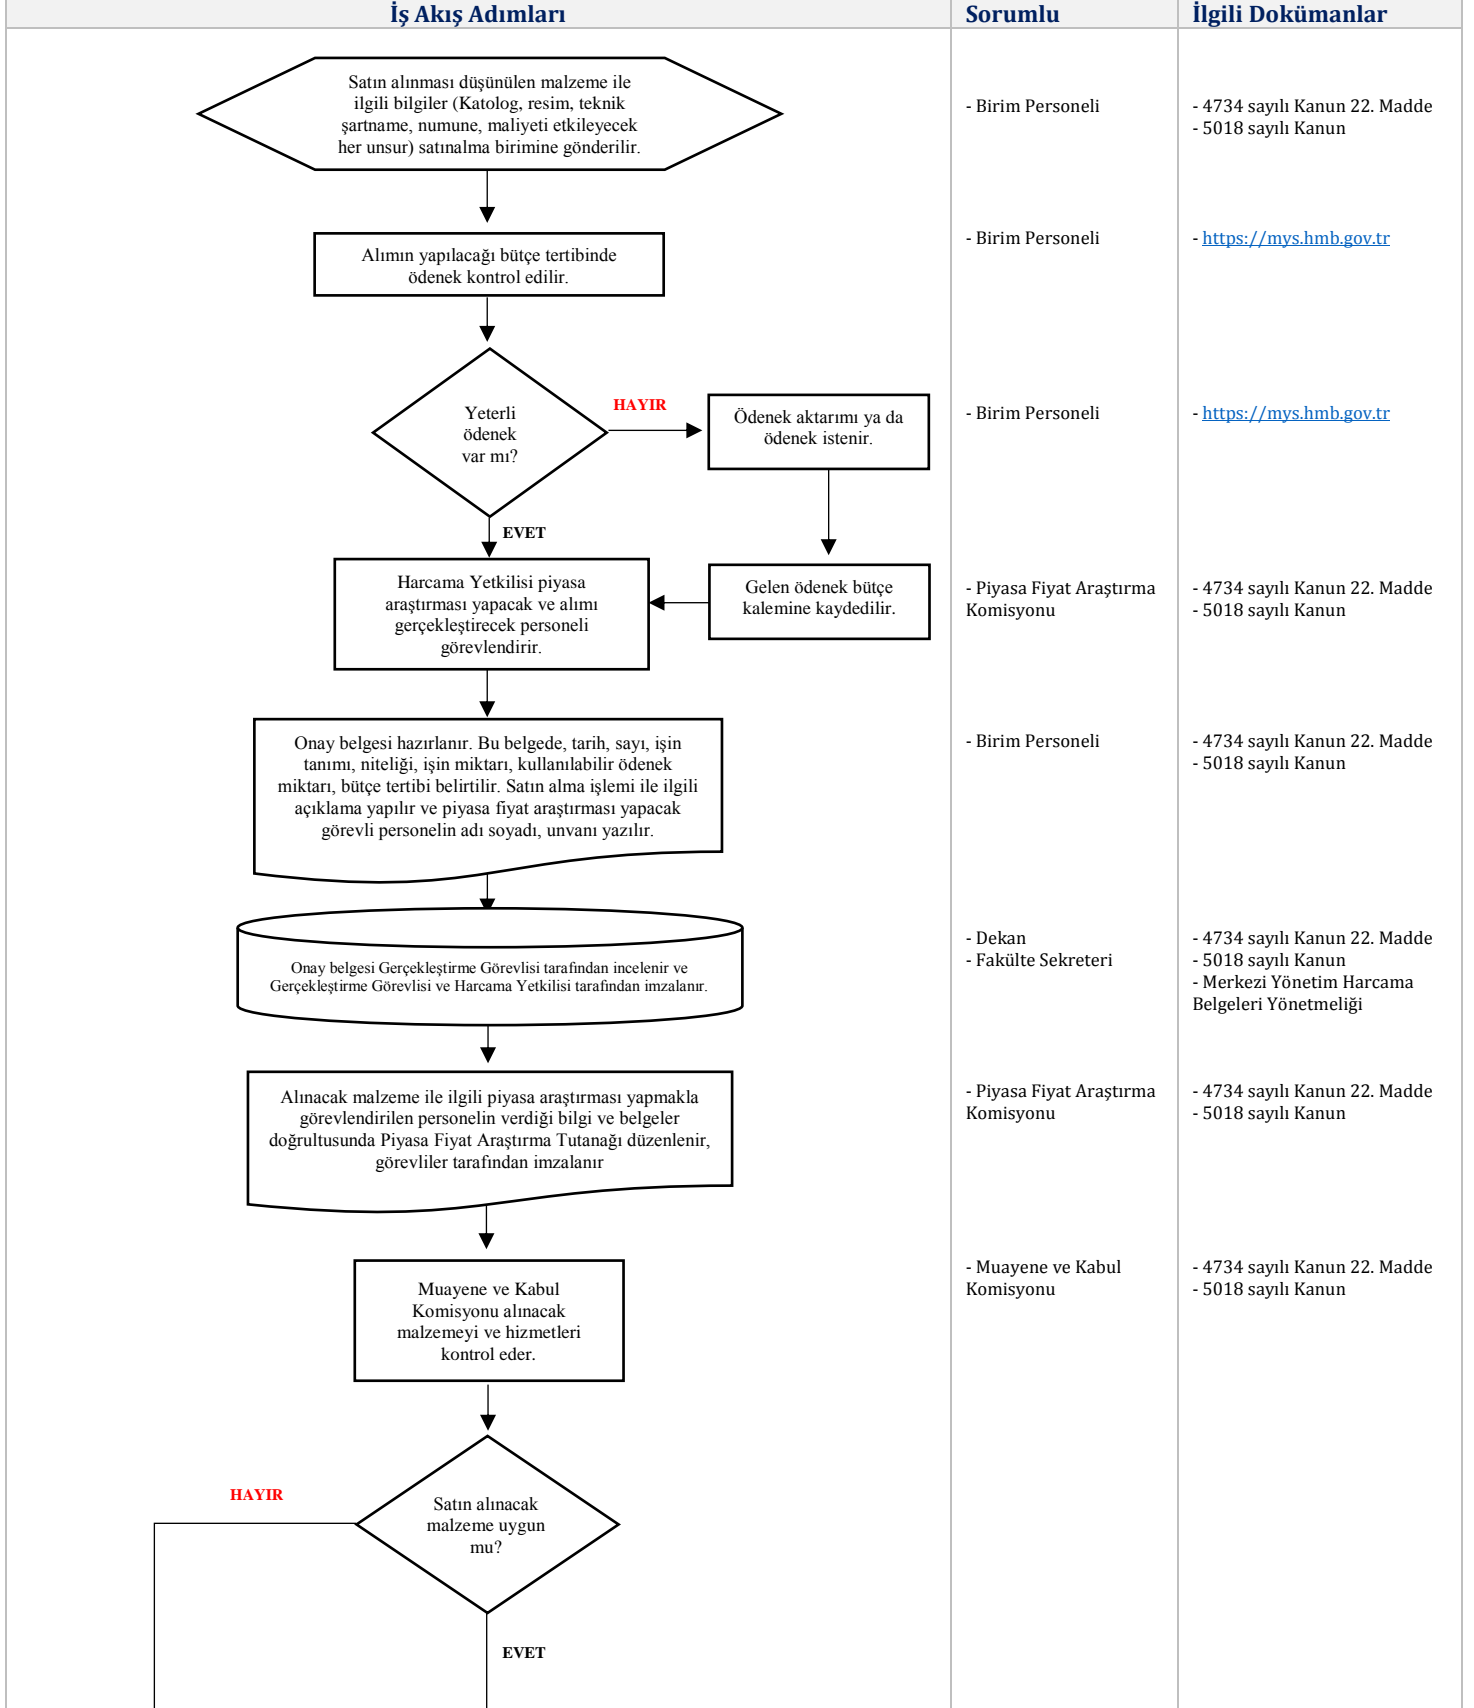 İş Akış Adımları
Sorumlu
İlgili Dokümanlar
Satın alınması düşünülen malzeme ile
ilgili bilgiler (Katolog, resim, teknik
şartname, numune, maliyeti etkileyecek
her unsur) satınalma birimine gönderilir.
- Birim Personeli
- 4734 sayılı Kanun 22. Madde
- 5018 sayılı Kanun
Alımın yapılacağı bütçe tertibinde
ödenek kontrol edilir.
- Birim Personeli
- https://mys.hmb.gov.tr
Yeterli
ödenek
var mı?
HAYIR
Ödenek aktarımı ya da
ödenek istenir.
- Birim Personeli
- https://mys.hmb.gov.tr
EVET
Harcama Yetkilisi piyasa
araştırması yapacak ve alımı
gerçekleştirecek personeli
görevlendirir.
Gelen ödenek bütçe
kalemine kaydedilir.
- Piyasa Fiyat Araştırma
Komisyonu
- 4734 sayılı Kanun 22. Madde
- 5018 sayılı Kanun
Onay belgesi hazırlanır. Bu belgede, tarih, sayı, işin
tanımı, niteliği, işin miktarı, kullanılabilir ödenek
miktarı, bütçe tertibi belirtilir. Satın alma işlemi ile ilgili
açıklama yapılır ve piyasa fiyat araştırması yapacak
görevli personelin adı soyadı, unvanı yazılır.
- Birim Personeli
- 4734 sayılı Kanun 22. Madde
- 5018 sayılı Kanun
Onay belgesi Gerçekleştirme Görevlisi tarafından incelenir ve
Gerçekleştirme Görevlisi ve Harcama Yetkilisi tarafından imzalanır.
- Dekan
- Fakülte Sekreteri
- 4734 sayılı Kanun 22. Madde
- 5018 sayılı Kanun
- Merkezi Yönetim Harcama
Belgeleri Yönetmeliği
Alınacak malzeme ile ilgili piyasa araştırması yapmakla
görevlendirilen personelin verdiği bilgi ve belgeler
doğrultusunda Piyasa Fiyat Araştırma Tutanağı düzenlenir,
görevliler tarafından imzalanır
- Piyasa Fiyat Araştırma
Komisyonu
- 4734 sayılı Kanun 22. Madde
- 5018 sayılı Kanun
Muayene ve Kabul
Komisyonu alınacak
malzemeyi ve hizmetleri
kontrol eder.
- Muayene ve Kabul
Komisyonu
- 4734 sayılı Kanun 22. Madde
- 5018 sayılı Kanun
HAYIR
Satın alınacak
malzeme uygun
mu?
EVET